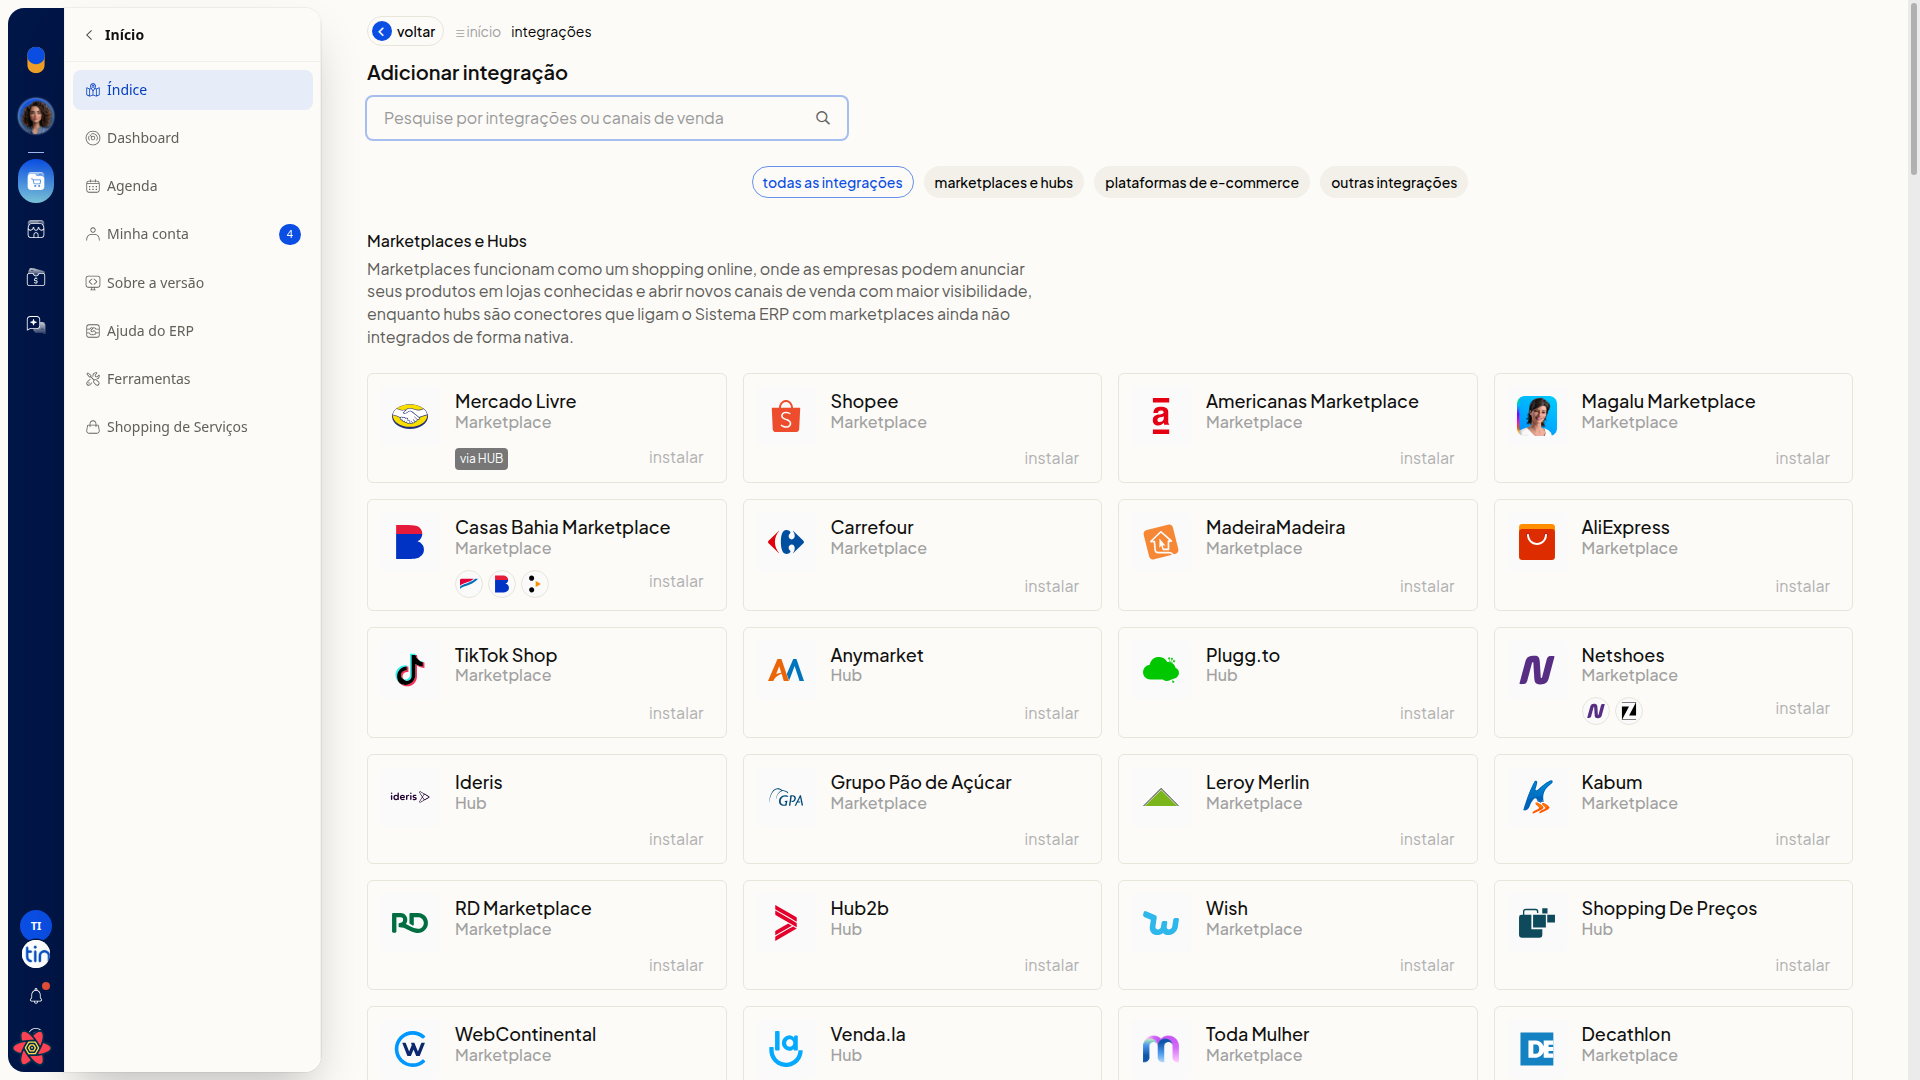 Início
Índice
Dashboard
Agenda
Minha conta
4
Sobre a versão
Ajuda do ERP
Ferramentas
Shopping de Serviços
TI
tin
voltar
início
integrações
Adicionar integração
Pesquise por integrações ou canais de venda
todas as integrações
marketplaces e hubs
plataformas de e-commerce
outras integrações
Marketplaces e Hubs
Marketplaces funcionam como um shopping online, onde as empresas podem anunciar
seus produtos em lojas conhecidas e abrir novos canais de venda com maior visibilidade,
enquanto hubs são conectores que ligam o Sistema ERP com marketplaces ainda não
integrados de forma nativa.
Mercado Livre
Marketplace
via HUB
instalar
Shopee
Marketplace
instalar
Americanas Marketplace
Marketplace
instalar
Magalu Marketplace
Marketplace
instalar
Casas Bahia Marketplace
Marketplace
instalar
Carrefour
Marketplace
instalar
MadeiraMadeira
Marketplace
instalar
AliExpress
Marketplace
instalar
TikTok Shop
Marketplace
instalar
Anymarket
Hub
instalar
Plugg.to
Hub
instalar
Netshoes
Marketplace
instalar
ideris
Ideris
Hub
instalar
GPA
Grupo Pão de Açúcar
Marketplace
instalar
Leroy Merlin
Marketplace
instalar
Kabum
Marketplace
instalar
RD
RD Marketplace
Marketplace
instalar
Hub2b
Hub
instalar
Wish
Marketplace
instalar
Shopping De Preços
Hub
instalar
WebContinental
Marketplace
la
Venda.la
Hub
Toda Mulher
Marketplace
DE
Decathlon
Marketplace